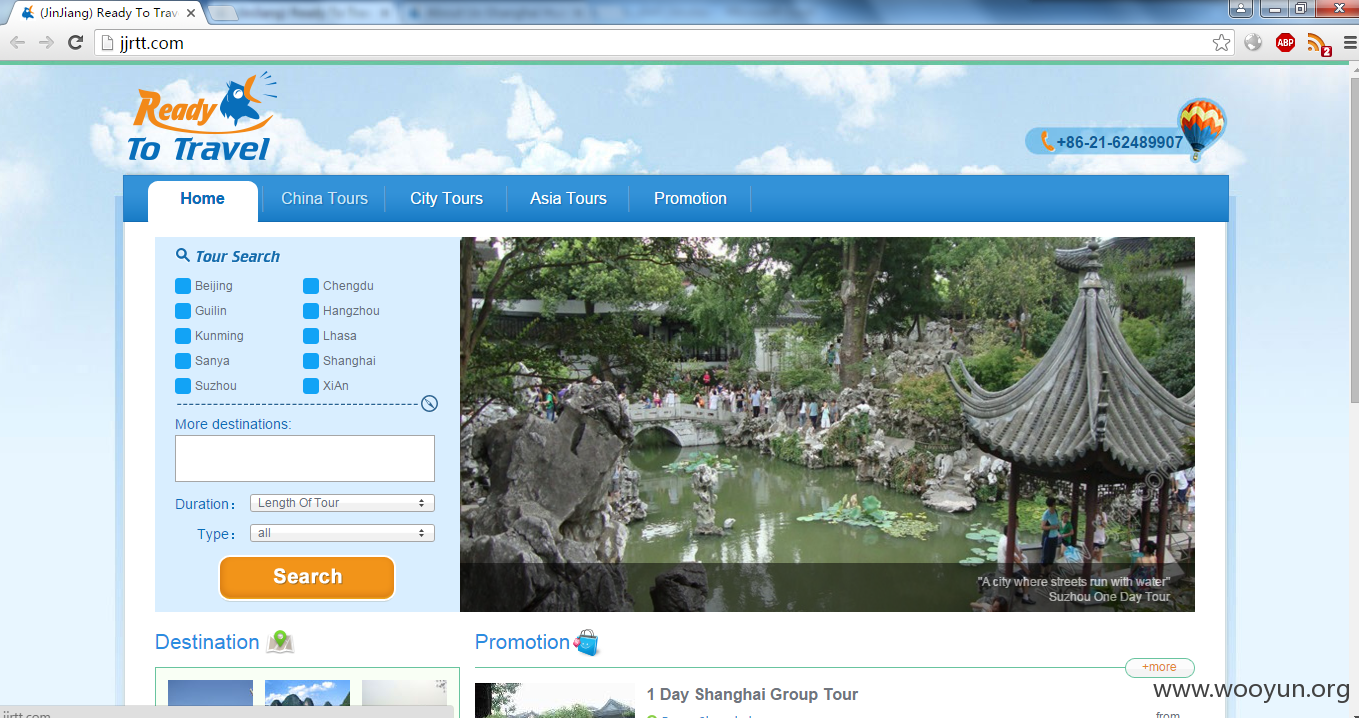 (JinJiang) Ready To Trav
jjrtt.com
ABP
2
Ready
To Travel
+86-21-62489907
Home
China Tours
City Tours
Asia Tours
Promotion
Tour Search
Beijing
Chengdu
Guilin
Hangzhou
Kunming
Lhasa
Sanya
Shanghai
Suzhou
XiAn
More destinations:
Duration：
Length Of Tour
Type：
all
Search
"A city where streets run with water"
Suzhou One Day Tour
Destination
Promotion
+more
1 Day Shanghai Group Tour
from
www.wooyun.org
jjrtt.com